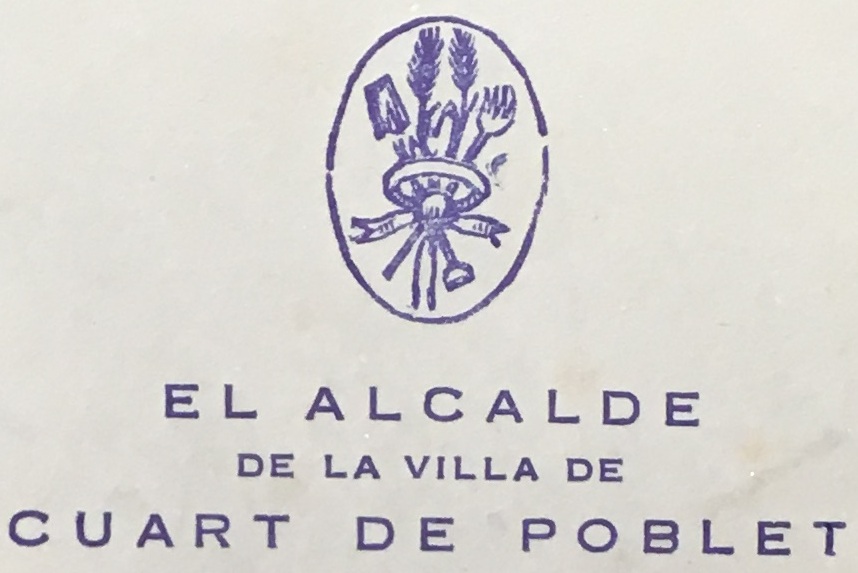 EL ALCALDE
DE LA VILLA DE
CUART DE POBLET